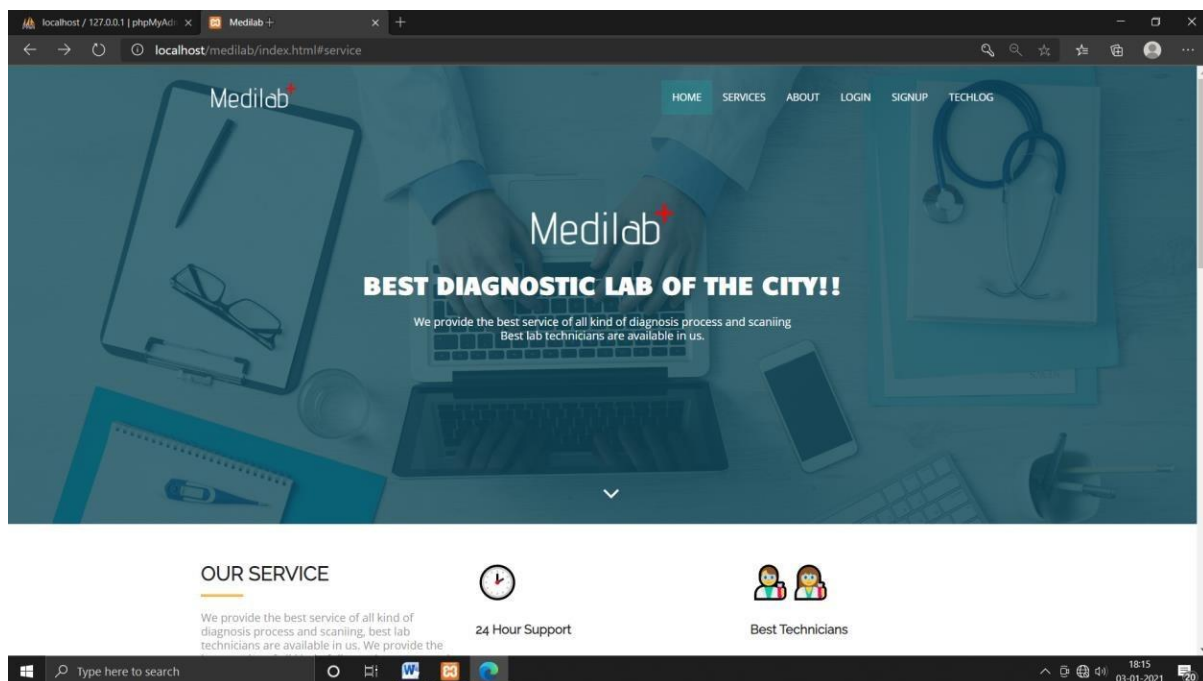 localhost / 127.0.0.1 | phpMyAd
Medilab +
localhost/medilab/index.html#service
Medilab+
HOME SERVICES ABOUT LOGIN SIGNUP TECHLOG
Medilab+
BEST DIAGNOSTIC LAB OF THE CITY!!
We provide the best service of all kind of diagnosis process and scaniing
Best lab technicians are available in us.
OUR SERVICE
We provide the best service of all kind of
diagnosis process and scaniing, best lab
technicians are available in us. We provide the
24 Hour Support
Best Technicians
Type here to search
18:15
03-01-2021
20